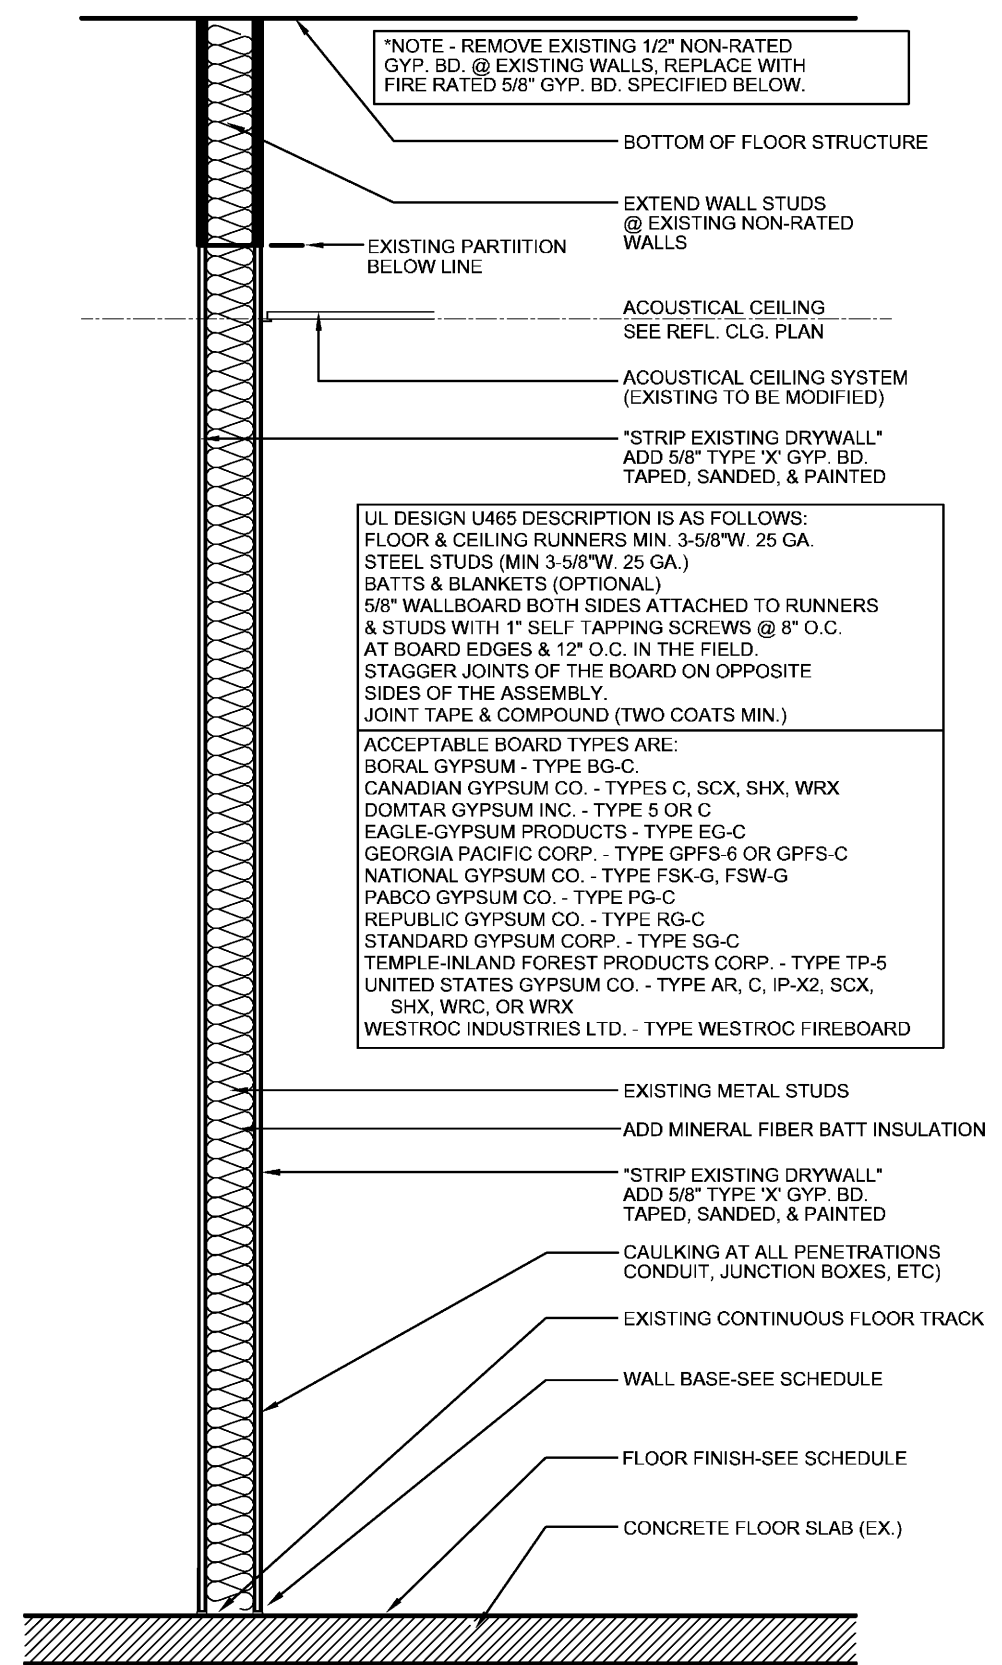 *NOTE - REMOVE EXISTING 1/2" NON-RATED
GYP. BD. @ EXISTING WALLS, REPLACE WITH
FIRE RATED 5/8" GYP. BD. SPECIFIED BELOW.
BOTTOM OF FLOOR STRUCTURE
EXTEND WALL STUDS
@ EXISTING NON-RATED
WALLS
EXISTING PARTIITION
BELOW LINE
ACOUSTICAL CEILING
SEE REFL. CLG. PLAN
ACOUSTICAL CEILING SYSTEM
(EXISTING TO BE MODIFIED)
"STRIP EXISTING DRYWALL"
ADD 5/8" TYPE 'X' GYP. BD.
TAPED, SANDED, & PAINTED
UL DESIGN U465 DESCRIPTION IS AS FOLLOWS:
FLOOR & CEILING RUNNERS MIN. 3-5/8"W. 25 GA.
STEEL STUDS (MIN 3-5/8"W. 25 GA.)
BATTS & BLANKETS (OPTIONAL)
5/8" WALLBOARD BOTH SIDES ATTACHED TO RUNNERS
& STUDS WITH 1" SELF TAPPING SCREWS @ 8" O.C.
AT BOARD EDGES & 12" O.C. IN THE FIELD.
STAGGER JOINTS OF THE BOARD ON OPPOSITE
SIDES OF THE ASSEMBLY.
JOINT TAPE & COMPOUND (TWO COATS MIN.)
ACCEPTABLE BOARD TYPES ARE:
BORAL GYPSUM - TYPE BG-C.
CANADIAN GYPSUM CO. - TYPES C, SCX, SHX, WRX
DOMTAR GYPSUM INC. - TYPE 5 OR C
EAGLE-GYPSUM PRODUCTS - TYPE EG-C
GEORGIA PACIFIC CORP. - TYPE GPFS-6 OR GPFS-C
NATIONAL GYPSUM CO. - TYPE FSK-G, FSW-G
PABCO GYPSUM CO. - TYPE PG-C
REPUBLIC GYPSUM CO. - TYPE RG-C
STANDARD GYPSUM CORP. - TYPE SG-C
TEMPLE-INLAND FOREST PRODUCTS CORP. - TYPE TP-5
UNITED STATES GYPSUM CO. - TYPE AR, C, IP-X2, SCX,
SHX, WRC, OR WRX
WESTROC INDUSTRIES LTD. - TYPE WESTROC FIREBOARD
EXISTING METAL STUDS
ADD MINERAL FIBER BATT INSULATION
"STRIP EXISTING DRYWALL"
ADD 5/8" TYPE 'X' GYP. BD.
TAPED, SANDED, & PAINTED
CAULKING AT ALL PENETRATIONS
CONDUIT, JUNCTION BOXES, ETC)
EXISTING CONTINUOUS FLOOR TRACK
WALL BASE-SEE SCHEDULE
FLOOR FINISH-SEE SCHEDULE
CONCRETE FLOOR SLAB (EX.)